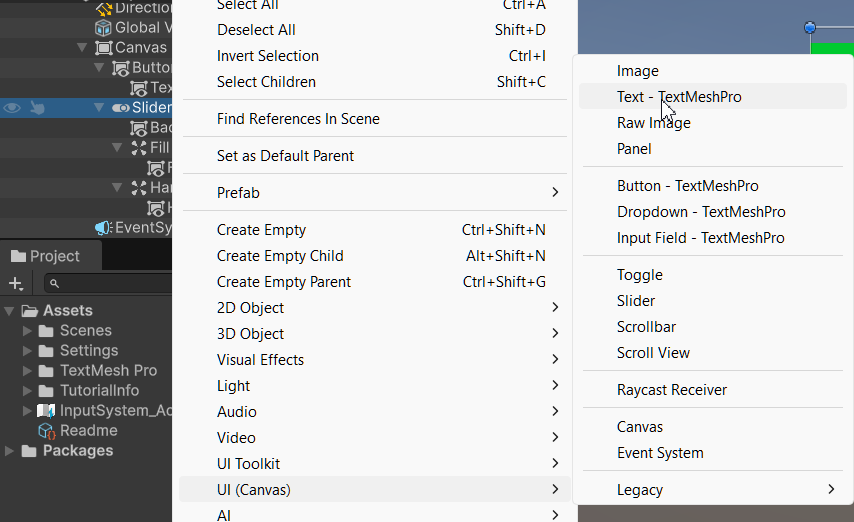 Directio
Global V
Canvas
Butto
Tex
Slider
Bac
Fill
F
Ha
H
EventSy
Project
Assets
Scenes
Settings
TextMesh Pro
TutorialInfo
InputSystem_Ac
Readme
Packages
Select All Ctrl+A
Deselect All Shift+D
Invert Selection Ctrl+I
Select Children Shift+C
Find References In Scene
Set as Default Parent
Prefab
Create Empty Ctrl+Shift+N
Create Empty Child Alt+Shift+N
Create Empty Parent Ctrl+Shift+G
2D Object
3D Object
Visual Effects
Light
Audio
Video
UI Toolkit
UI (Canvas)
AI
Image
Text - TextMeshPro
Raw Image
Panel
Button - TextMeshPro
Dropdown - TextMeshPro
Input Field - TextMeshPro
Toggle
Slider
Scrollbar
Scroll View
Raycast Receiver
Canvas
Event System
Legacy